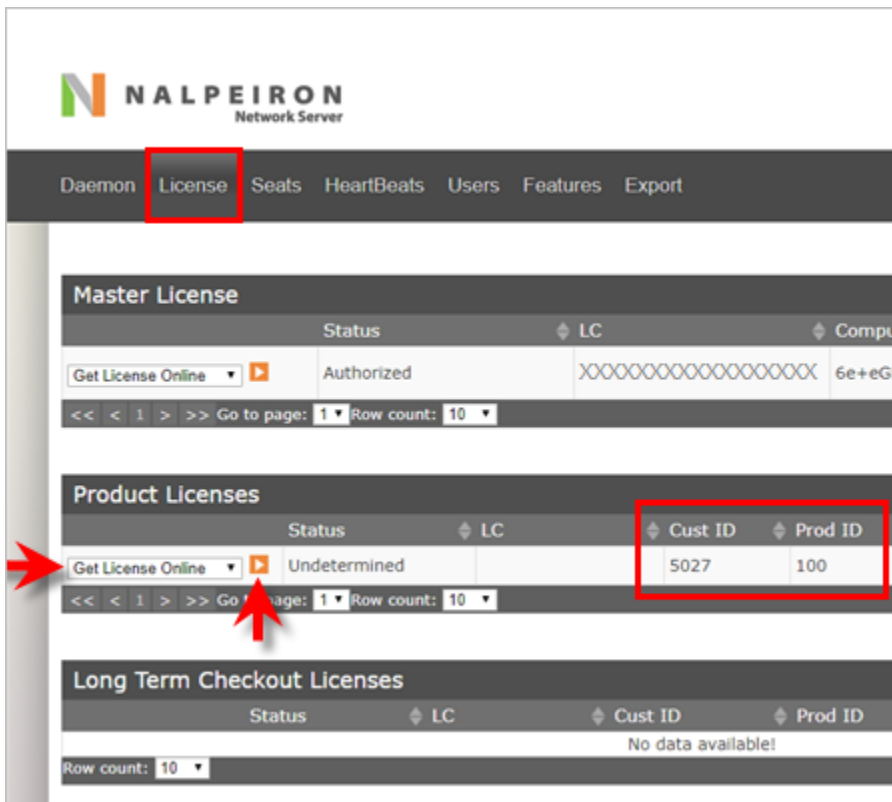 NALPEIRON
Network Server
Daemon License Seats HeartBeats Users Features Export
Master License
Status LC Compu
Get License Online Authorized XXXXXXXXXXXXXXXXX 6e+eG
<< < 1 > >> Go to page: 1 Row count: 10
Product Licenses
Status LC Cust ID Prod ID
Get License Online Undetermined 5027 100
<< < 1 > >> Go t page: 1 Row count: 10
Long Term Checkout Licenses
Status LC Cust ID Prod ID
No data available!
Row count: 10